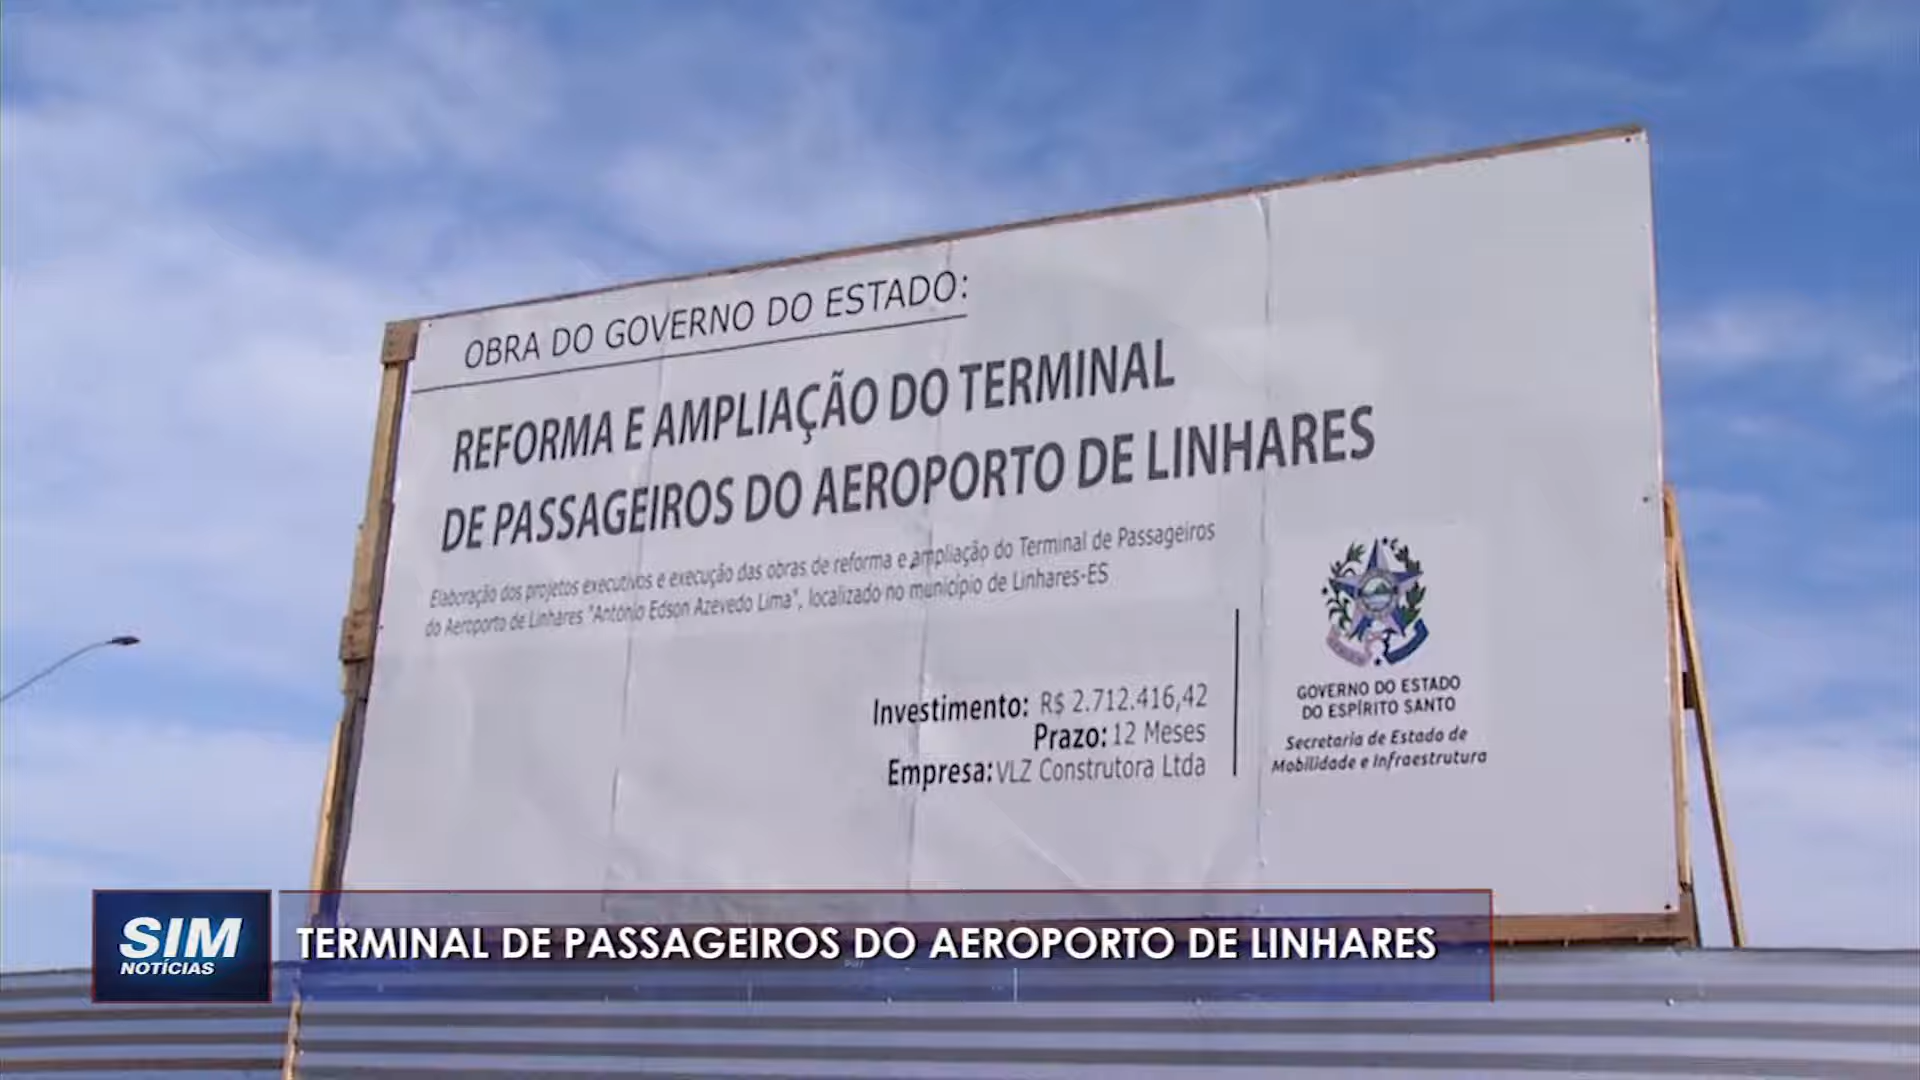 OBRA DO GOVERNO DO ESTADO:
REFORMA E AMPLIAÇÃO DO TERMINAL
DE PASSAGEIROS DO AEROPORTO DE LINHARES
Elaboração dos projetos executivos e execução das obras de reforma e ampliação do Terminal de Passageiros
do Aeroporto de Linhares "Antonio Edson Azevedo Lima", localizado no município de Linhares-ES
Investimento: R$ 2.712.416,42
Prazo: 12 Meses
Empresa: VLZ Construtora Ltda
GOVERNO DO ESTADO
DO ESPÍRITO SANTO
Secretaria de Estado de
Mobilidade e Infraestrutura
SIM
NOTÍCIAS
TERMINAL DE PASSAGEIROS DO AEROPORTO DE LINHARES